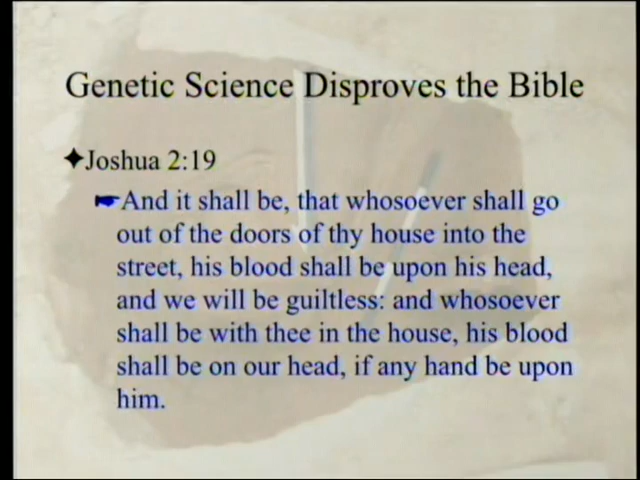 Genetic Science Disproves the Bible
Joshua 2:19
And it shall be, that whosoever shall go
out of the doors of thy house into the
street, his blood shall be upon his head,
and we will be guiltless: and whosoever
shall be with thee in the house, his blood
shall be on our head, if any hand be upon
him.